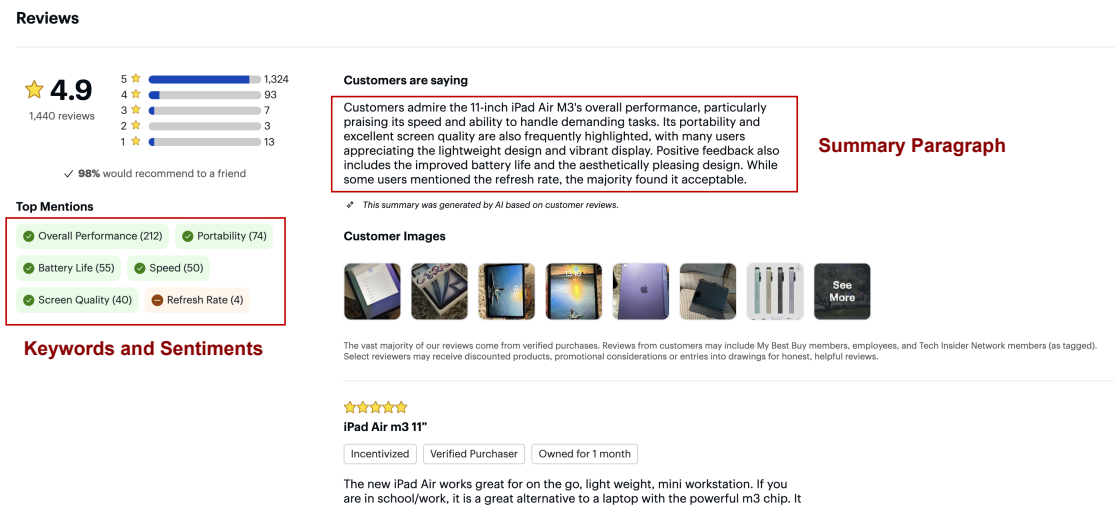 Reviews
4.9
1,440 reviews
5 1,324
4 93
3 7
2 3
1 13
98% would recommend to a friend
Top Mentions
Overall Performance (212) Portability (74)
Battery Life (55) Speed (50)
Screen Quality (40) Refresh Rate (4)
Keywords and Sentiments
Customers are saying
Customers admire the 11-inch iPad Air M3's overall performance, particularly
praising its speed and ability to handle demanding tasks. Its portability and
excellent screen quality are also frequently highlighted, with many users
appreciating the lightweight design and vibrant display. Positive feedback also
includes the improved battery life and the aesthetically pleasing design. While
some users mentioned the refresh rate, the majority found it acceptable.
Summary Paragraph
This summary was generated by AI based on customer reviews.
Customer Images
See
More
The vast majority of our reviews come from verified purchases. Reviews from customers may include My Best Buy members, employees, and Tech Insider Network members (as tagged).
Select reviewers may receive discounted products, promotional considerations or entries into drawings for honest, helpful reviews.
iPad Air m3 11"
Incentivized Verified Purchaser Owned for 1 month
The new iPad Air works great for on the go, light weight, mini workstation. If you
are in school/work, it is a great alternative to a laptop with the powerful m3 chip. It